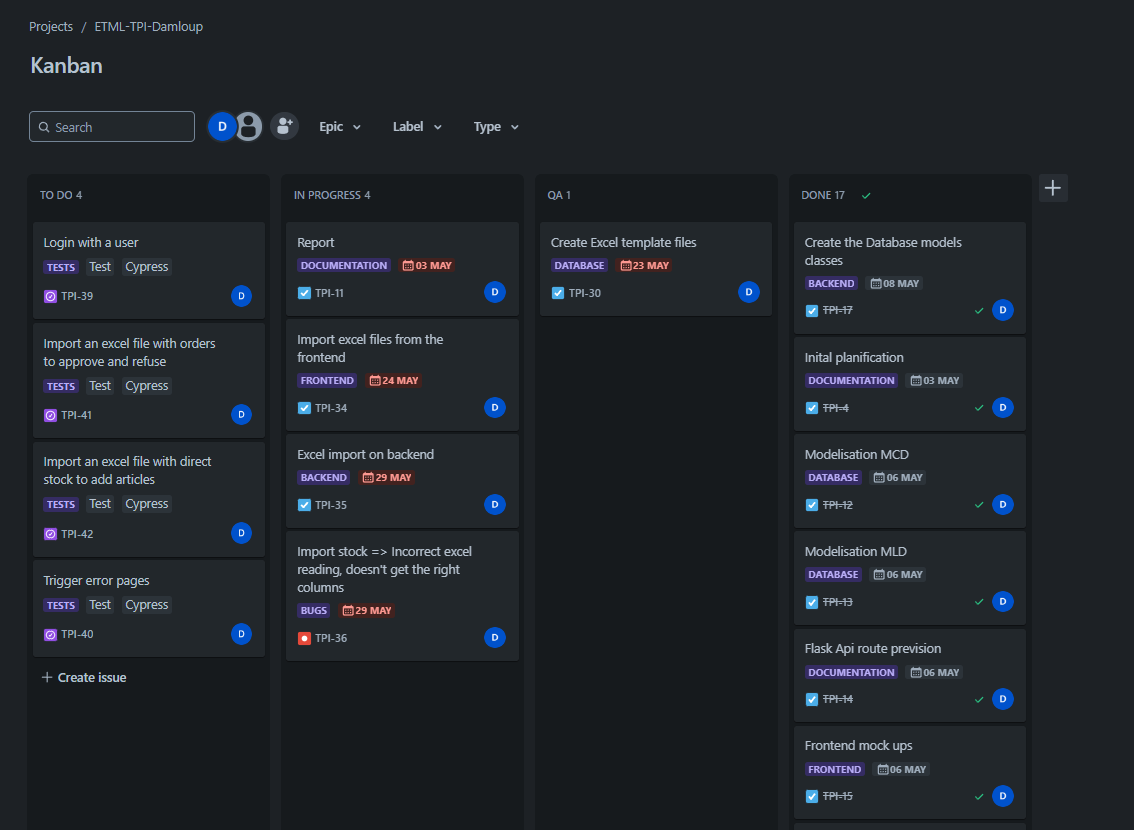 Projects / ETML-TPI-Damloup
Kanban
Search
D
Epic
Label
Type
TO DO 4
Login with a user
TESTS Test Cypress
TPI-39 D
Import an excel file with orders
to approve and refuse
TESTS Test Cypress
TPI-41 D
Import an excel file with direct
stock to add articles
TESTS Test Cypress
TPI-42 D
Trigger error pages
TESTS Test Cypress
TPI-40 D
Create issue
IN PROGRESS 4
Report
DOCUMENTATION 03 MAY
TPI-11 D
Import excel files from the
frontend
FRONTEND 24 MAY
TPI-34 D
Excel import on backend
BACKEND 29 MAY
TPI-35 D
Import stock => Incorrect excel
reading, doesn't get the right
columns
BUGS 29 MAY
TPI-36 D
QA 1
Create Excel template files
DATABASE 23 MAY
TPI-30 D
DONE 17
Create the Database models
classes
BACKEND 08 MAY
TPI-17 D
Inital planification
DOCUMENTATION 03 MAY
TPI-4 D
Modelisation MCD
DATABASE 06 MAY
TPI-12 D
Modelisation MLD
DATABASE 06 MAY
TPI-13 D
Flask Api route prevision
DOCUMENTATION 06 MAY
TPI-14 D
Frontend mock ups
FRONTEND 06 MAY
TPI-15 D